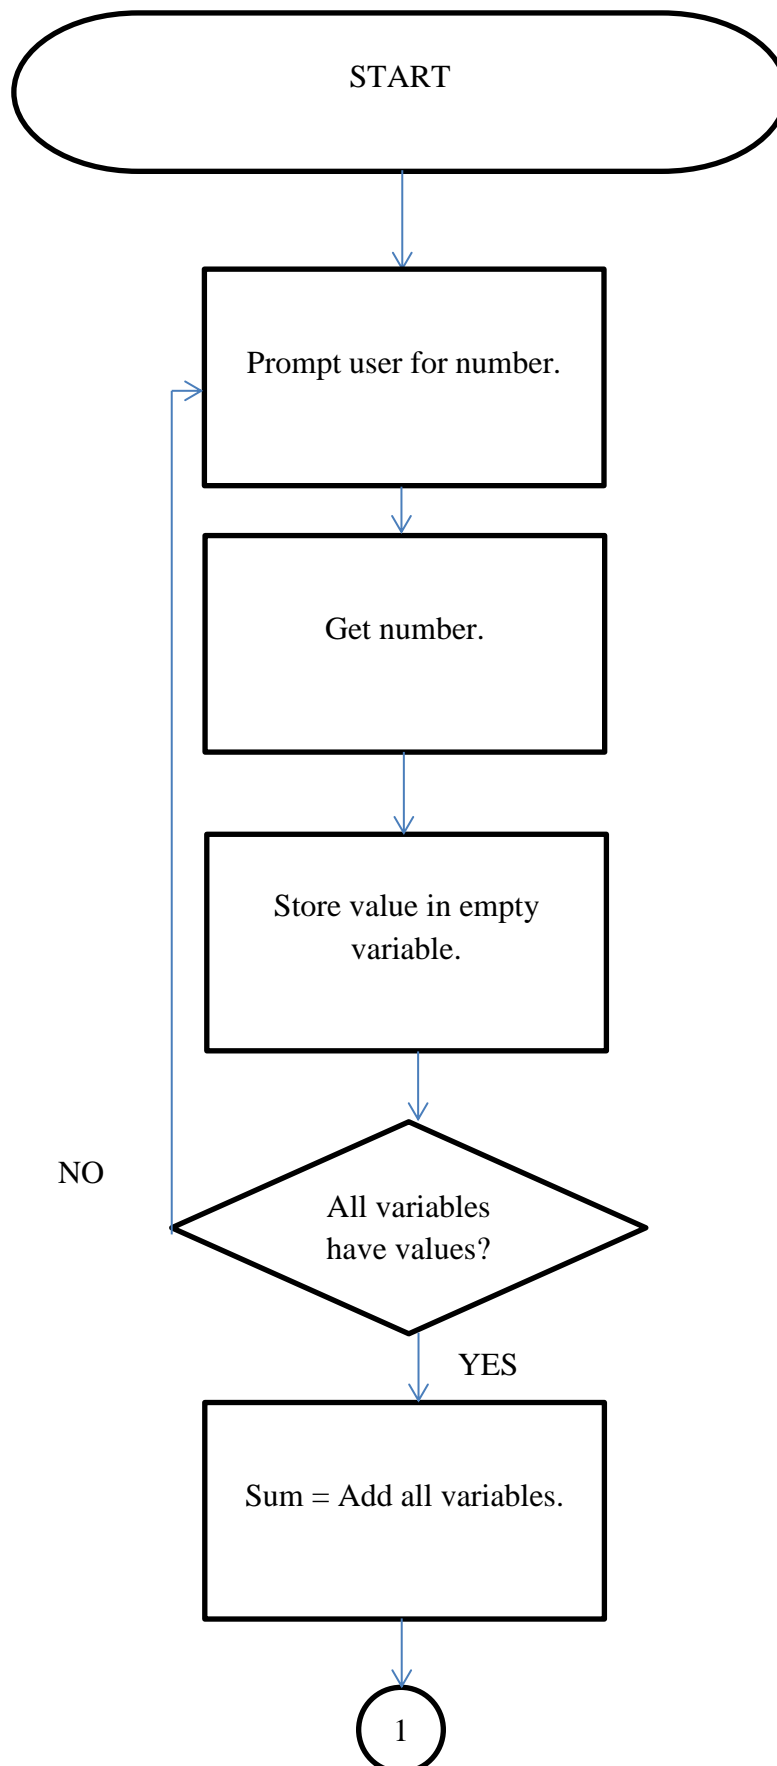 START
Prompt user for number.
Get number.
Store value in empty
variable.
NO
All variables
have values?
YES
Sum = Add all variables.
1